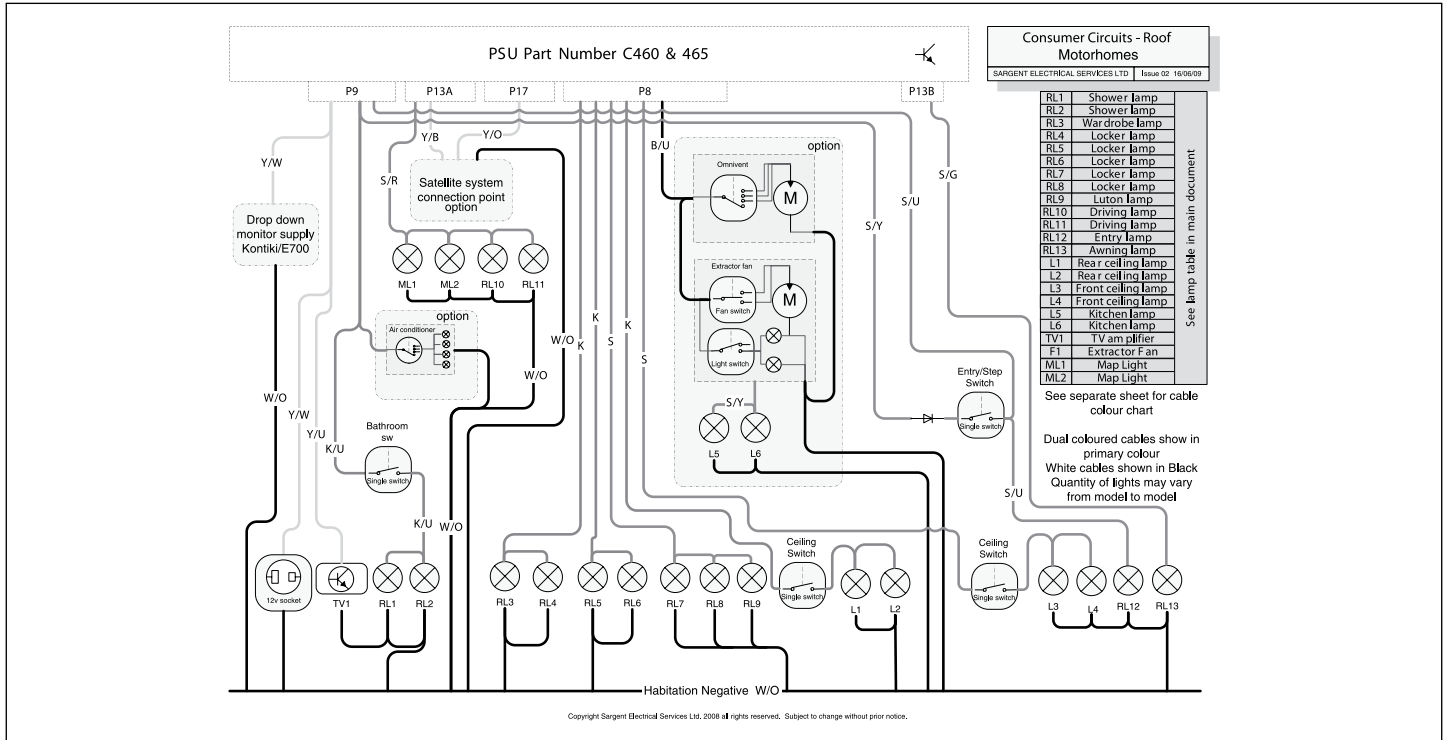 PSU Part Number C460 & 465
Consumer Circuits - Roof
Motorhomes
SARGENT ELECTRICAL SERVICES LTD
Issue 02 16/06/09
P9
P13A
P17
P8
P13B
RL1 Shower lamp
RL2 Shower lamp
RL3 Wardrobe lamp
RL4 Locker lamp
RL5 Locker lamp
RL6 Locker lamp
RL7 Locker lamp
RL8 Locker lamp
RL9 Luton lamp
RL10 Driving lamp
RL11 Driving lamp
RL12 Entry lamp
RL13 Awning lamp
L1 Rear ceiling lamp
L2 Rear ceiling lamp
L3 Front ceiling lamp
L4 Front ceiling lamp
L5 Kitchen lamp
L6 Kitchen lamp
TV1 TV amplifier
F1 Extractor Fan
ML1 Map Light
ML2 Map Light
See lamp table in main document
See separate sheet for cable
colour chart
Dual coloured cables show in
primary colour
White cables shown in Black
Quantity of lights may vary
from model to model
Y/B
Y/O
B/U
option
Y/W
S/R
Satellite system
connection point
option
Omnivent
M
S/G
S/U
S/Y
Drop down
monitor supply
Kontiki/E700
ML1
ML2
RL10
RL11
Extractor fan
M
Fan switch
Light switch
option
Air conditioner
K
K
S
K
S
W/O
W/O
W/O
Y/W
Y/U
K/U
Entry/Step
Switch
Single switch
S/Y
L5
L6
Bathroom
sw
Single switch
S/U
K/U
W/O
Ceiling
Switch
Single switch
Ceiling
Switch
Single switch
12v socket
TV1
RL1
RL2
RL3
RL4
RL5
RL6
RL7
RL8
RL9
L1
L2
L3
L4
RL12
RL13
Habitation Negative W/O
Copyright Sargent Electrical Services Ltd. 2008 all rights reserved. Subject to change without prior notice.